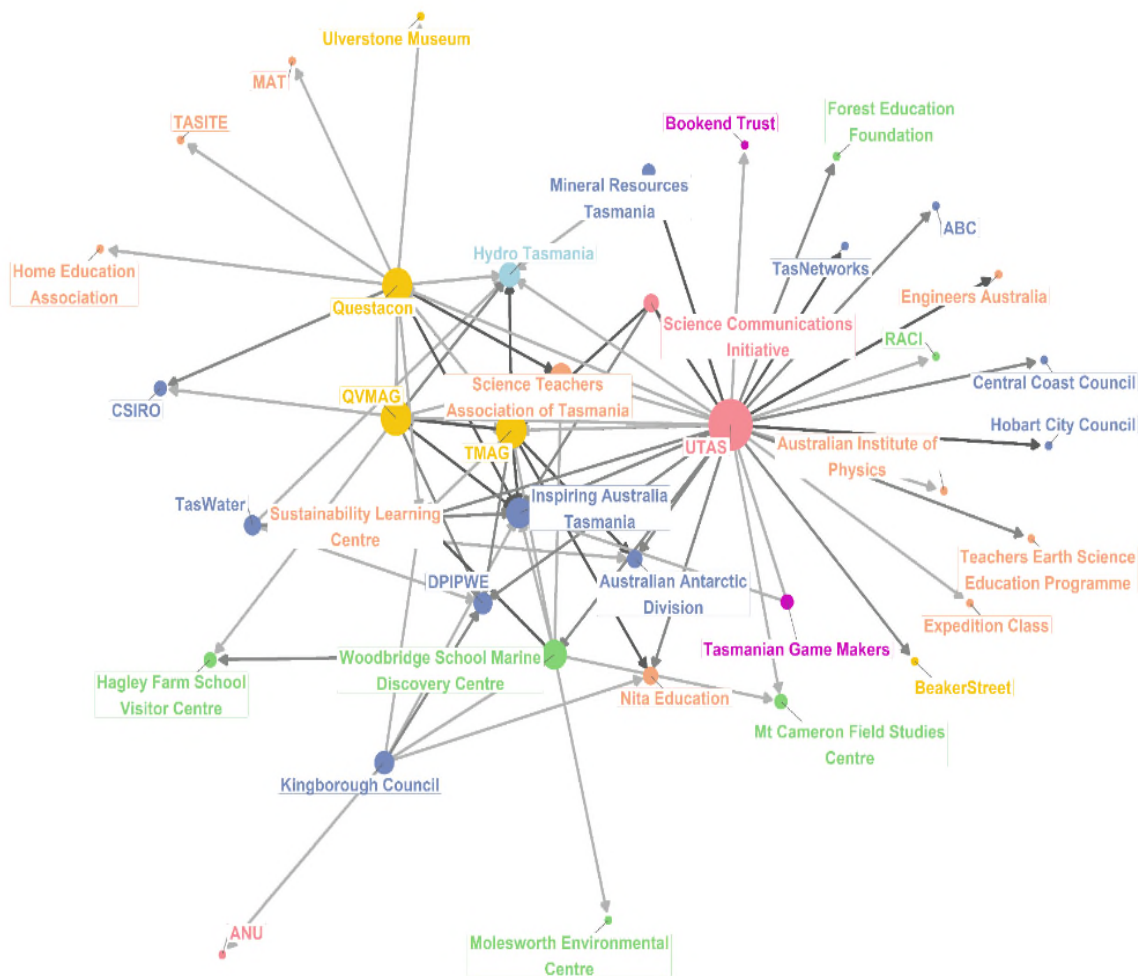 Ulverstone Museum
MAT
TASITE
Bookend Trust
Forest Education
Foundation
Mineral Resources
Tasmania
ABC
Hydro Tasmania
TasNetworks
Home Education
Association
Questacon
Engineers Australia
Science Communications
Initiative
RACI
Science Teachers
Association of Tasmania
Central Coast Council
CSIRO
QVMAG
TMAG
UTAS
Hobart City Council
Australian Institute of
Physics
TasWater
Sustainability Learning
Centre
Inspiring Australia
Tasmania
Teachers Earth Science
Education Programme
DPIPWE
Australian Antarctic
Division
Expedition Class
Tasmanian Game Makers
Woodbridge School Marine
Discovery Centre
Hagley Farm School
Visitor Centre
Nita Education
BeakerStreet
Mt Cameron Field Studies
Centre
Kingborough Council
ANU
Molesworth Environmental
Centre